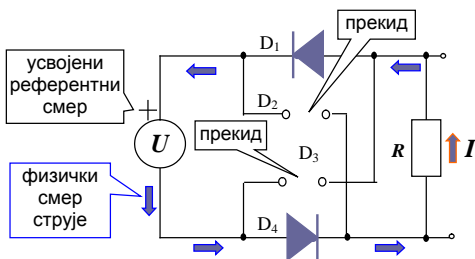 прекид
D1
усвојени
референтни
смер
+
D2
прекид
U
D3
R
I
физички
смер
струје
D4